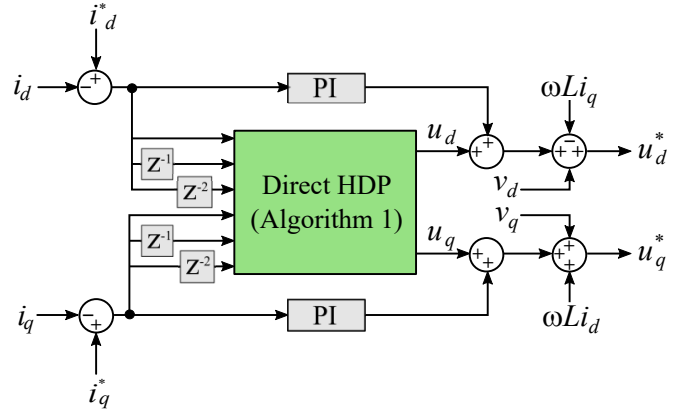 i*d
id
− +
PI
ωLiq
ud
+ +
−
+ +
u*d
Z-1
Z-2
Direct HDP
(Algorithm 1)
vd
vq
Z-1
Z-2
uq
+ +
+
+ +
u*q
iq
− +
PI
ωLid
i*q